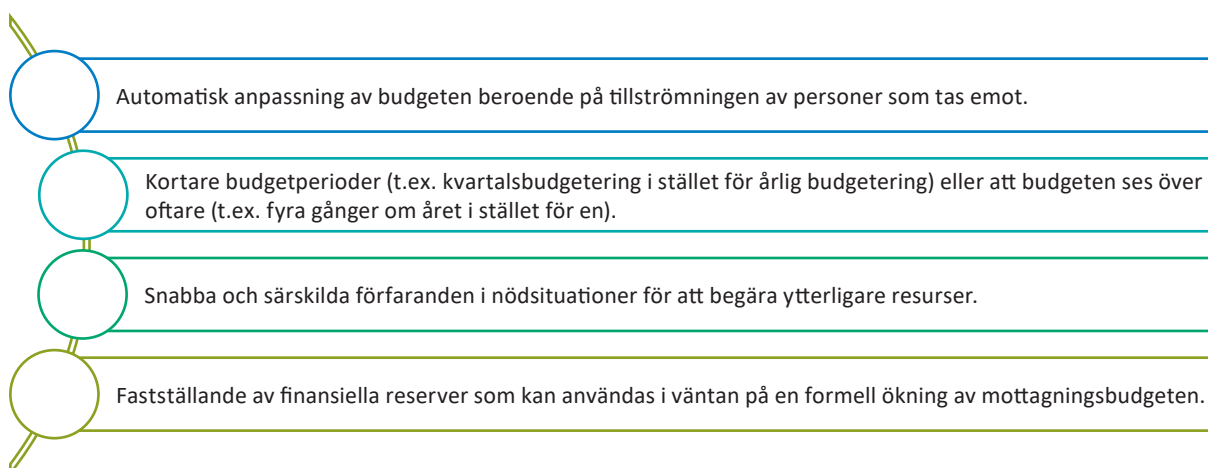 Automatisk anpassning av budgeten beroende på tillströmningen av personer som tas emot.
Kortare budgetperioder (t.ex. kvartalsbudgetering i stället för årlig budgetering) eller att budgeten ses över
oftare (t.ex. fyra gånger om året i stället för en).
Snabba och särskilda förfaranden i nödsituationer för att begära ytterligare resurser.
Fastställande av finansiella reserver som kan användas i väntan på en formell ökning av mottagningsbudgeten.